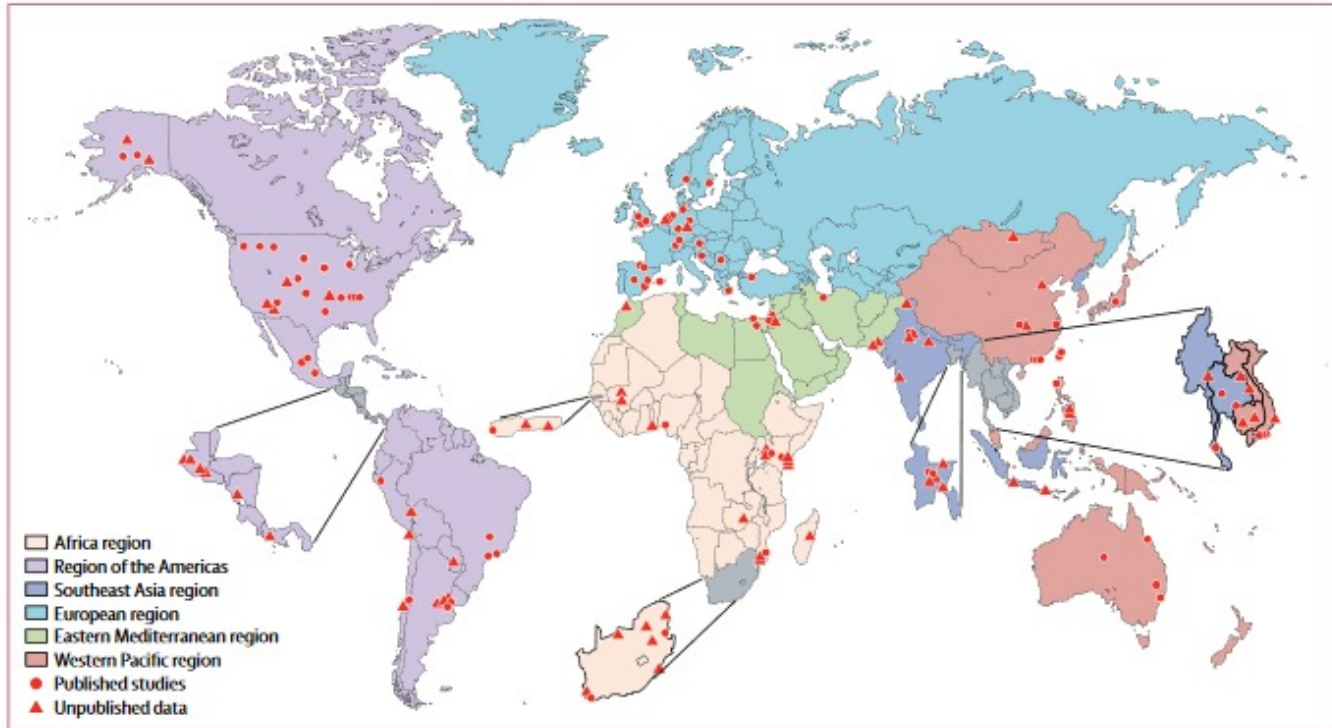 Africa region
Region of the Americas
Southeast Asia region
European region
Eastern Mediterranean region
Western Pacific region
Published studies
Unpublished data